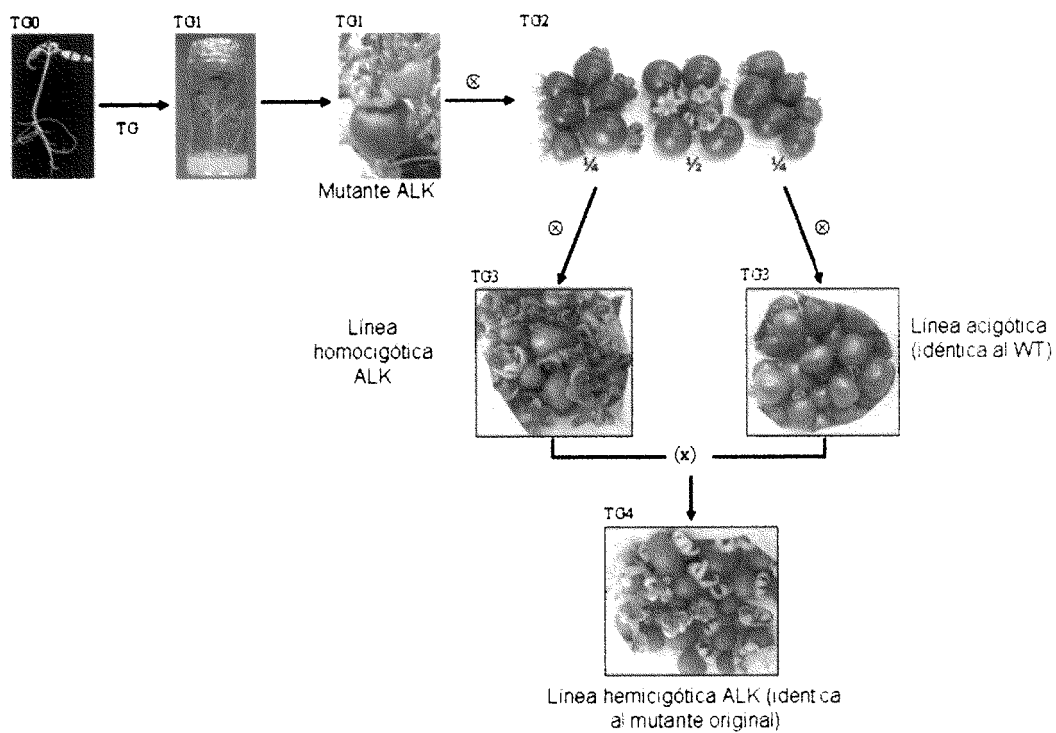 TG0
TG1
TG1
TG2
TG
⊗
Mutante ALK
¼
½
¼
⊗
⊗
TG3
TG3
Línea
homocigótica
ALK
Línea acigótica
(idéntica al WT)
(x)
TG4
Línea hemicigótica ALK (identica
al mutante original)